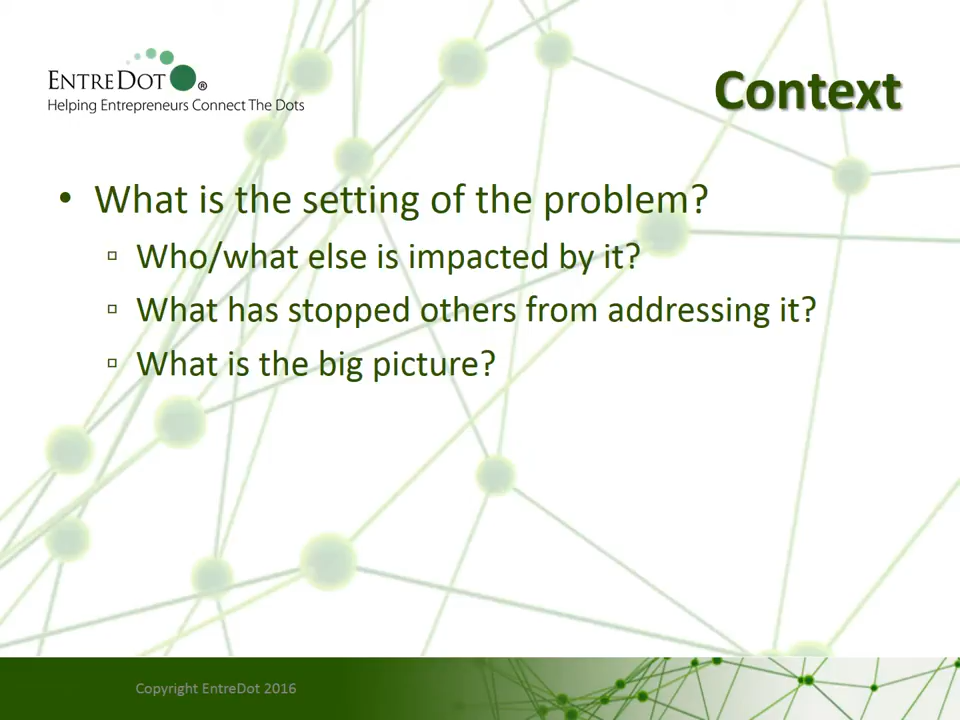 ENTREDOT®
Helping Entrepreneurs Connect The Dots
Context
• What is the setting of the problem?
▫ Who/what else is impacted by it?
▫ What has stopped others from addressing it?
▫ What is the big picture?
Copyright EntreDot 2016